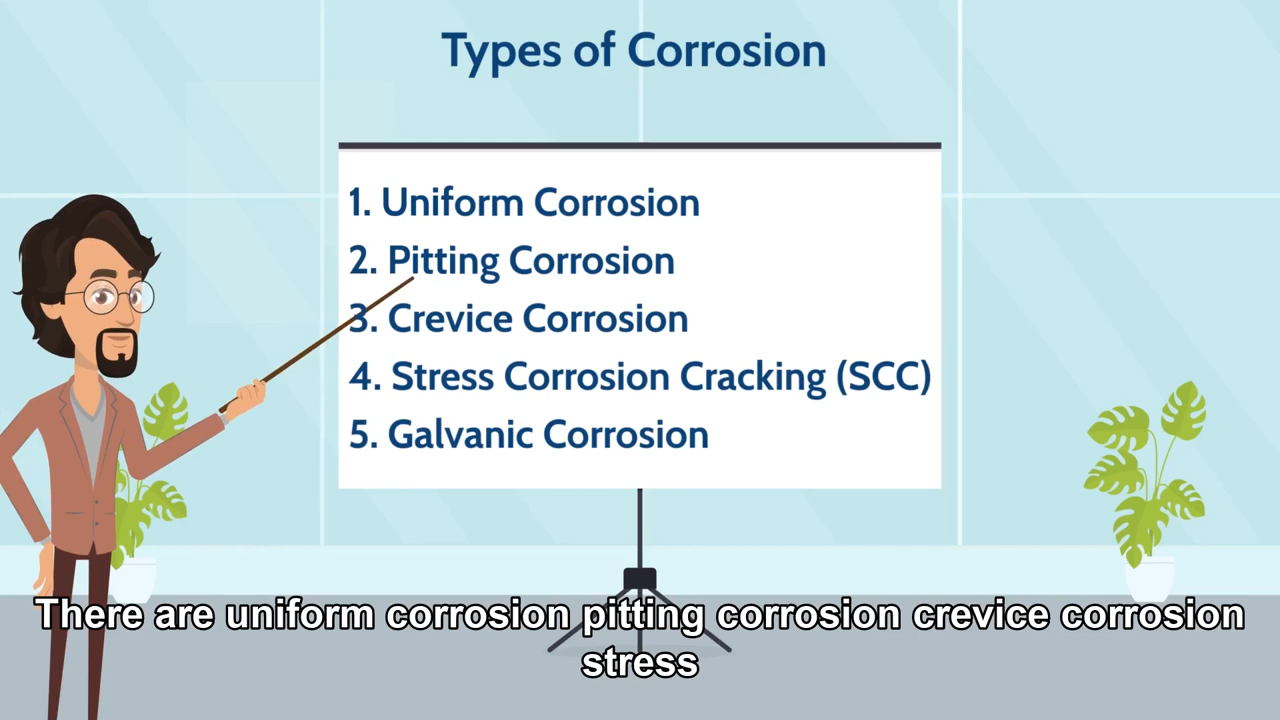 Types of Corrosion
1. Uniform Corrosion
2. Pitting Corrosion
3. Crevice Corrosion
4. Stress Corrosion Cracking (SCC)
5. Galvanic Corrosion
There are uniform corrosion pitting corrosion crevice corrosion
stress